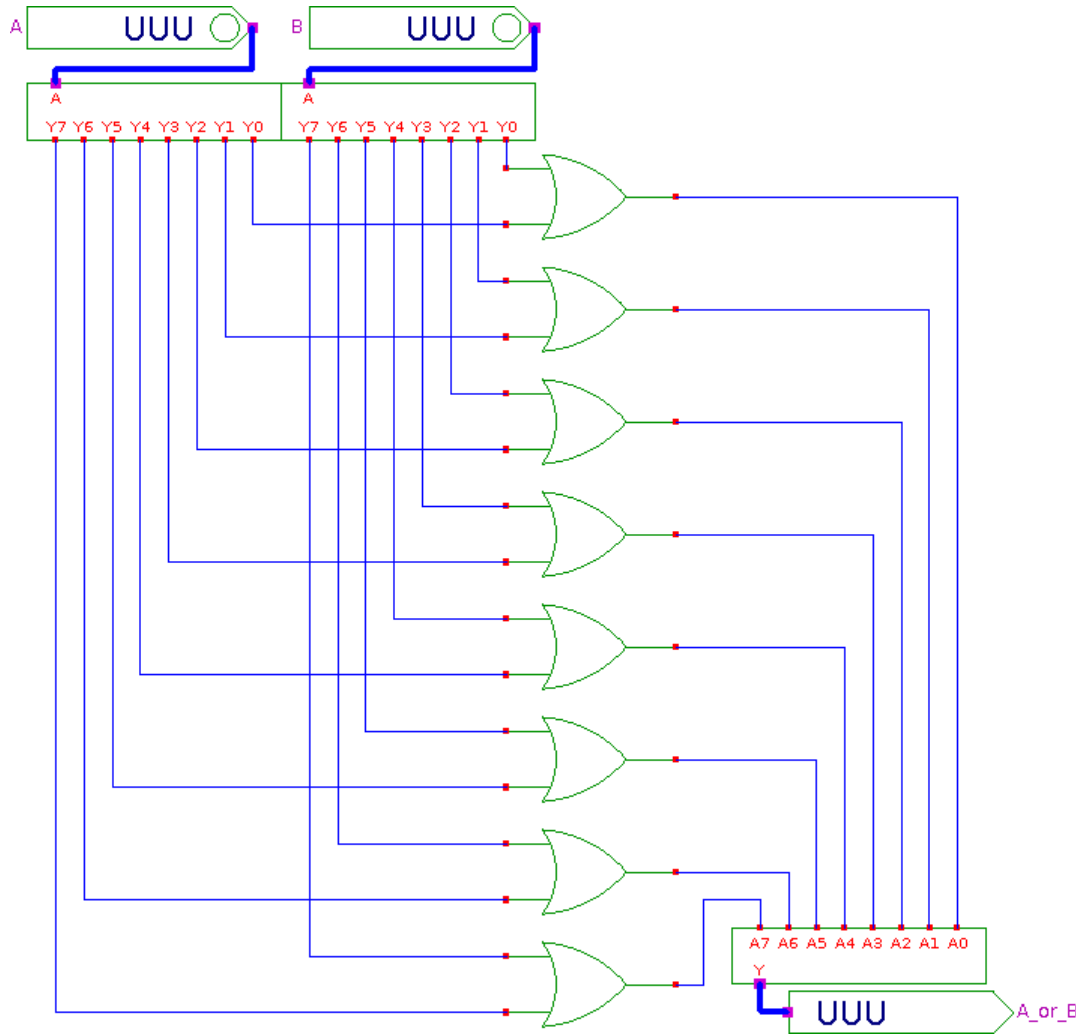 A UUU B UUU
A A
Y7 Y6 Y5 Y4 Y3 Y2 Y1 Y0 Y7 Y6 Y5 Y4 Y3 Y2 Y1 Y0
A7 A6 A5 A4 A3 A2 A1 A0
Y
UUU A_or_B